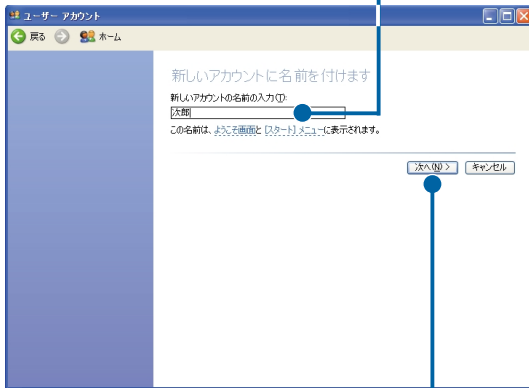 ユーザー アカウント
戻る ホーム
新しいアカウントに名前を付けます
新しいアカウントの名前の入力(T):
次郎
この名前は、ようこそ画面と [スタート] メニューに表示されます。
次へ(N) > キャンセル